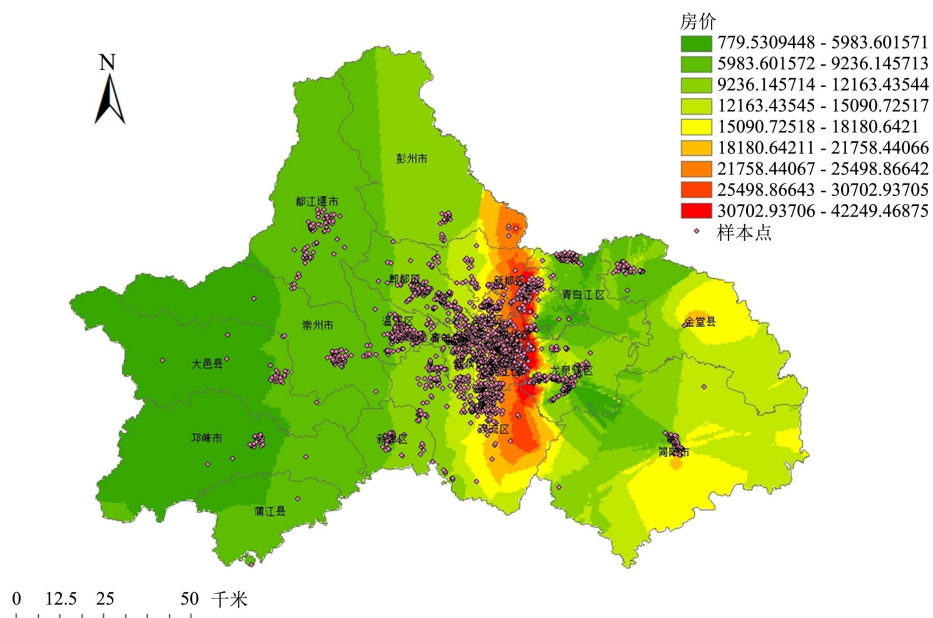 房价
779.5309448 - 5983.601571
5983.601572 - 9236.145713
9236.145714 - 12163.43544
12163.43545 - 15090.72517
15090.72518 - 18180.6421
18180.64211 - 21758.44066
21758.44067 - 25498.86642
25498.86643 - 30702.93705
30702.93706 - 42249.46875
样本点
N
彭州市
都江堰市
郫都区
新都区
青白江区
金堂县
崇州市
温江区
大邑县
龙泉驿区
邛崃市
新津区
双流区
简阳市
蒲江县
0 12.5 25 50 千米